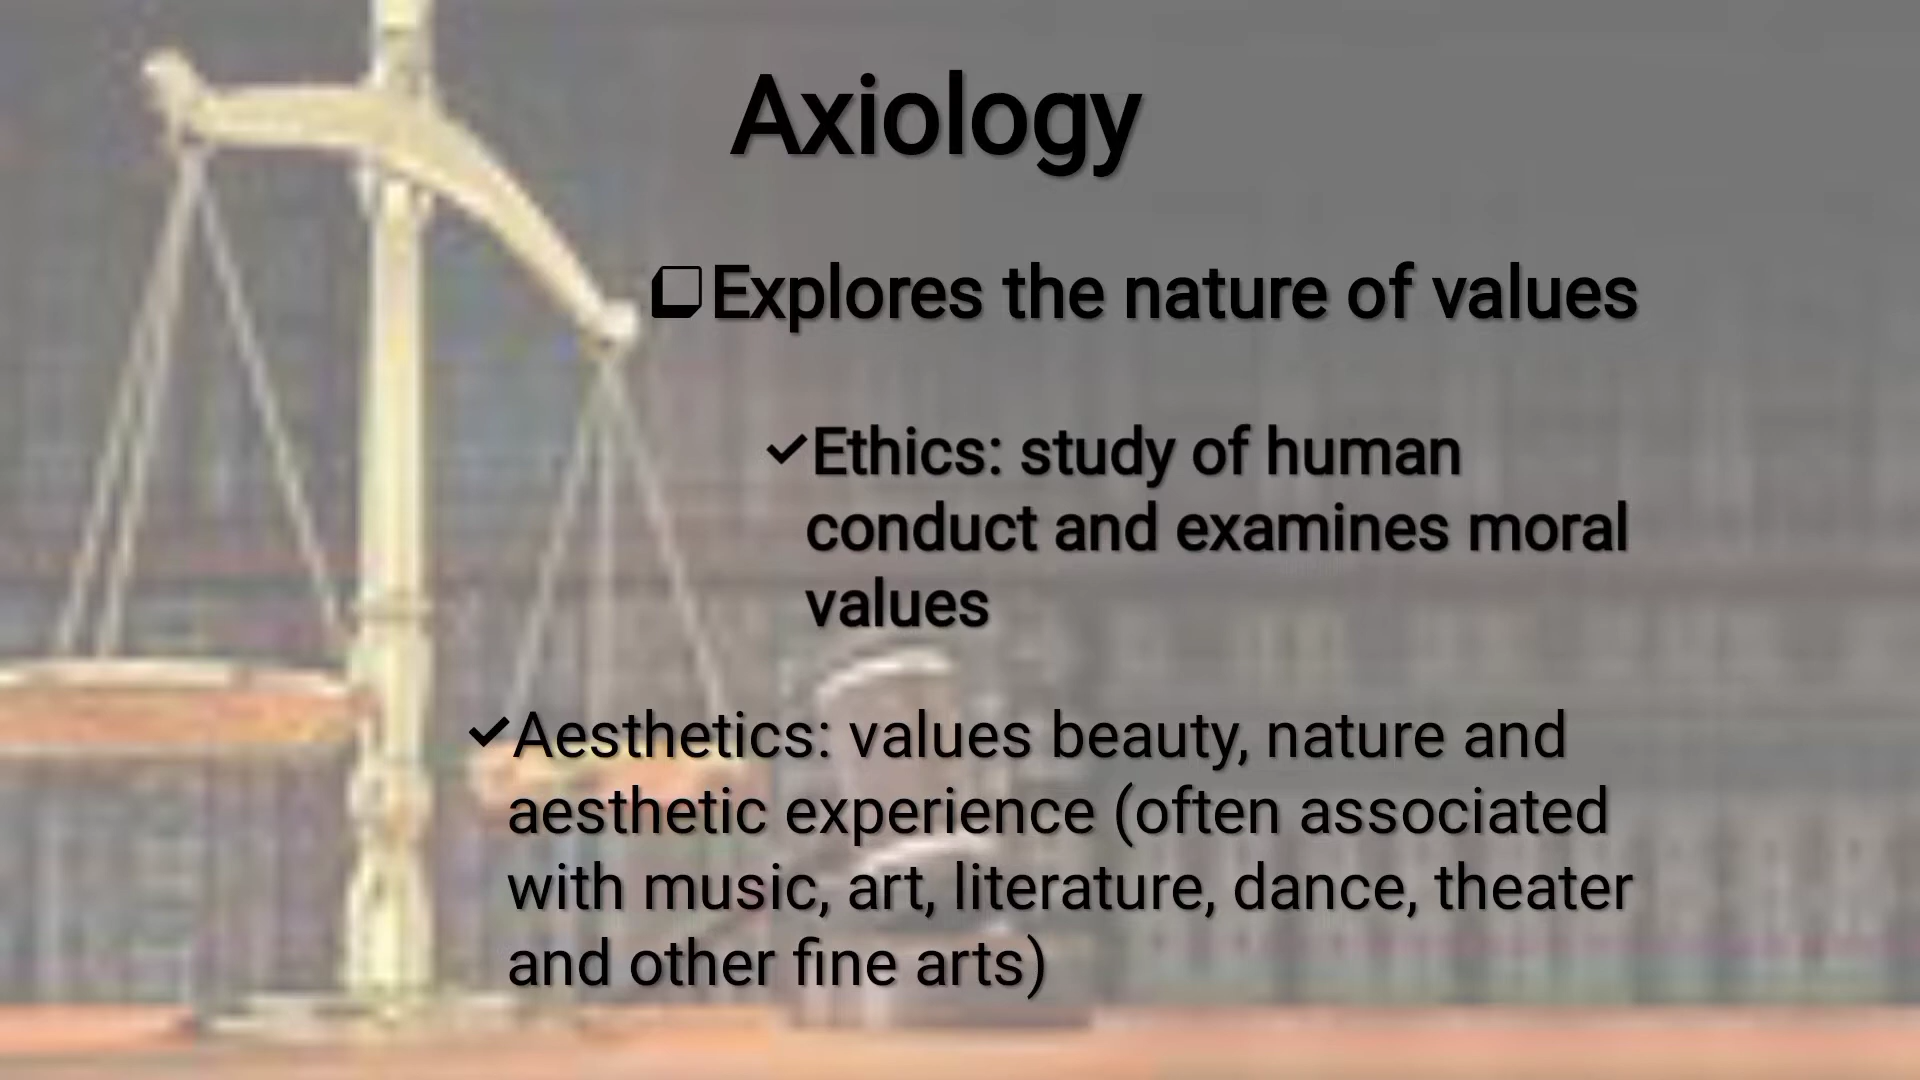 Axiology
❑Explores the nature of values
✓Ethics: study of human
conduct and examines moral
values
✓Aesthetics: values beauty, nature and
aesthetic experience (often associated
with music, art, literature, dance, theater
and other fine arts)